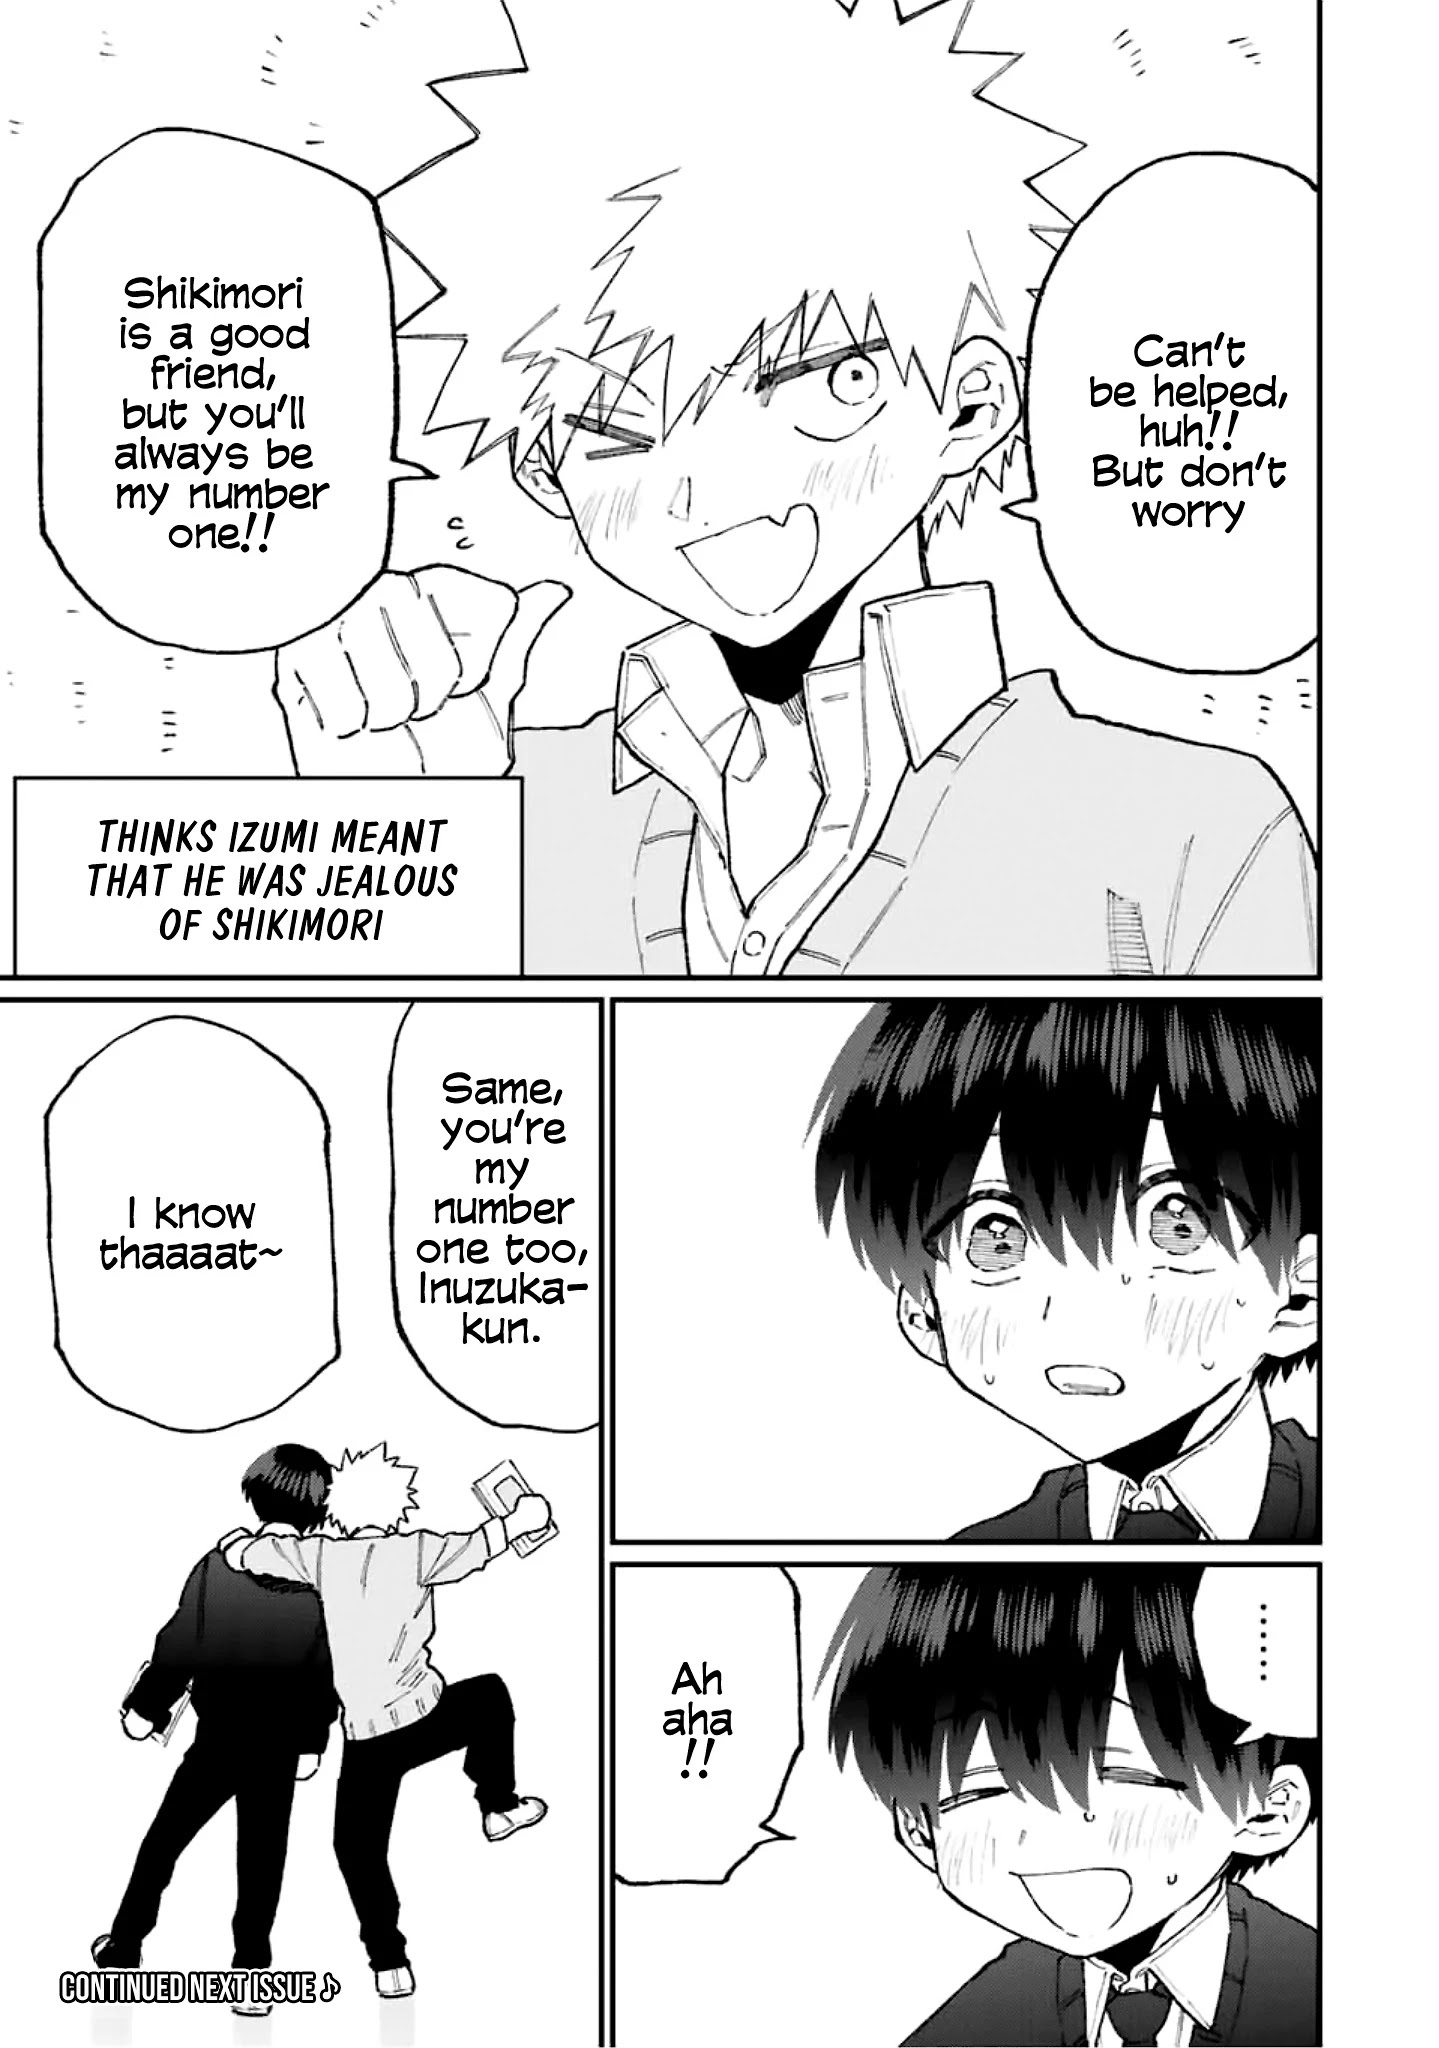 Can't
be helped,
huh!!
But don't
worry
Shikimori
is a good
friend,
but you'll
always be
my number
one!!
THINKS IZUMI MEANT
THAT HE WAS JEALOUS
OF SHIKIMORI
......
Ah
aha
!!
Same,
you're
my
number
one too,
Inuzuka-
kun.
I know
thaaaat~
CONTINUED NEXT ISSUE ♪